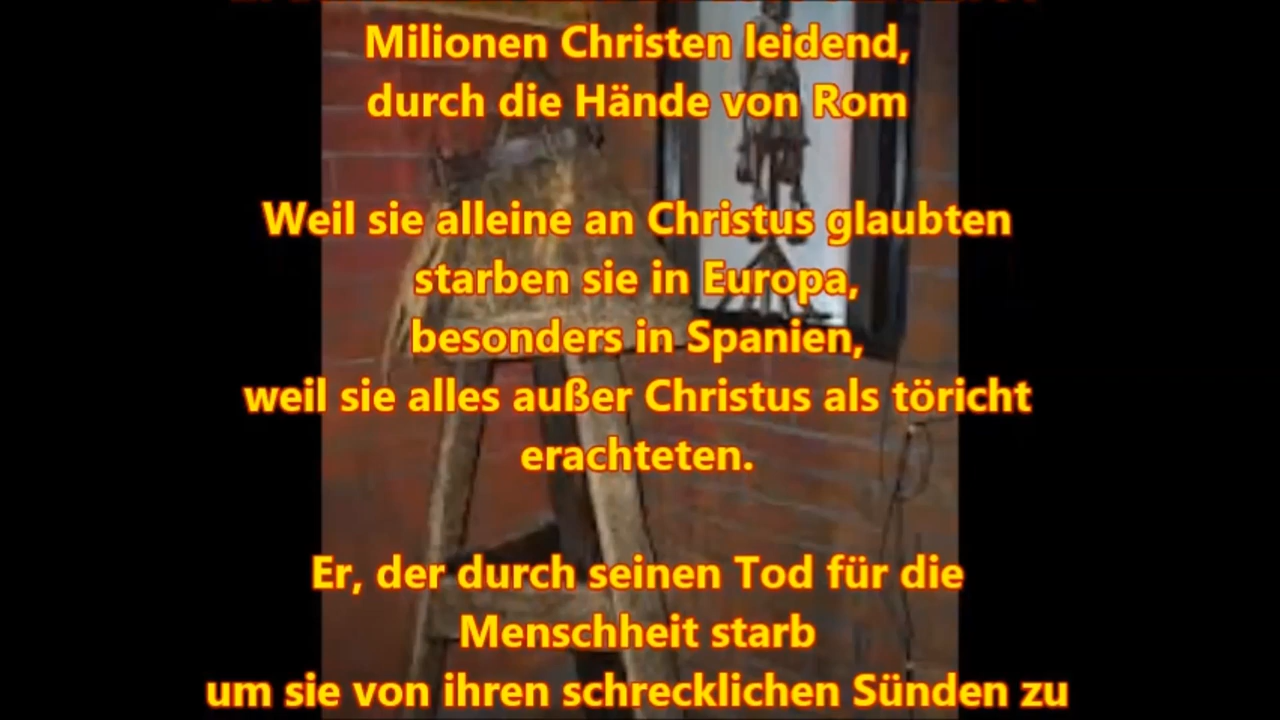 Milionen Christen leidend,
durch die Hände von Rom
Weil sie alleine an Christus glaubten
starben sie in Europa,
besonders in Spanien,
weil sie alles außer Christus als töricht
erachteten.
Er, der durch seinen Tod für die
Menschheit starb
um sie von ihren schrecklichen Sünden zu